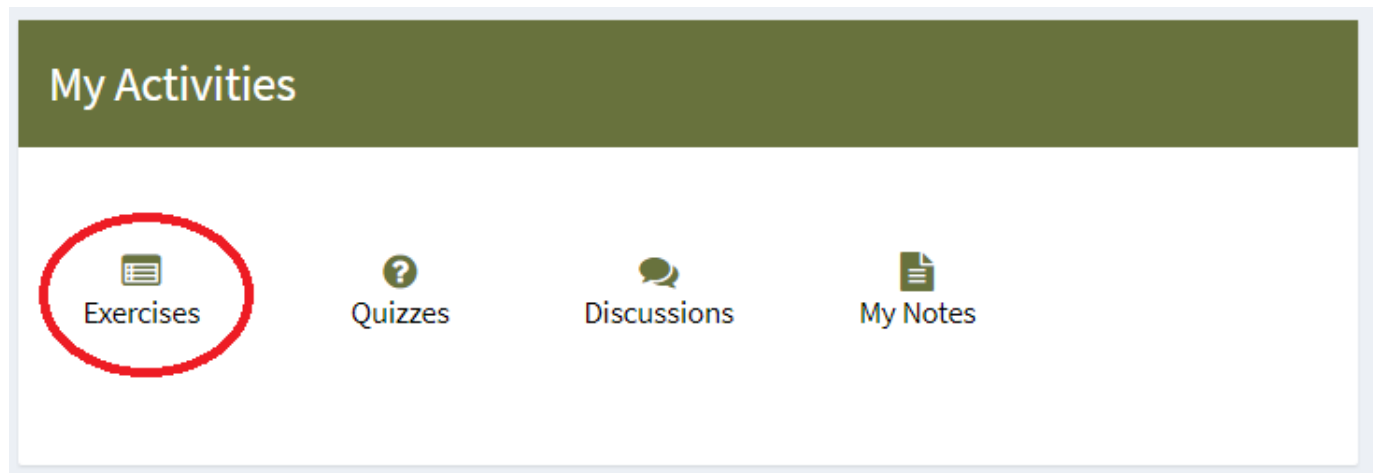 My Activities
Exercises
Quizzes
Discussions
My Notes